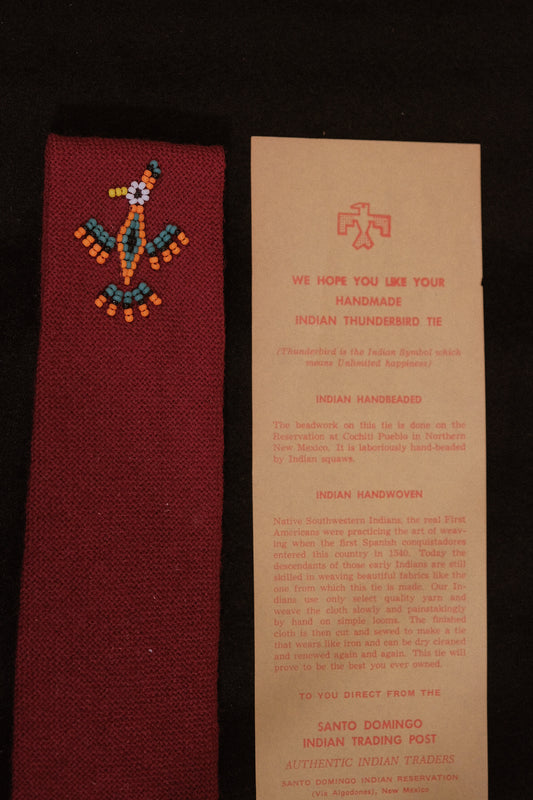 WE HOPE YOU LIKE YOUR
HANDMADE
INDIAN THUNDERBIRD TIE
(Thunderbird is the Indian Symbol which
means Unlimited happiness)
INDIAN HANDBEADED
The beadwork on this tie is done on the
Reservation at Cochiti Pueblo in Northern
New Mexico. It is laboriously hand-beaded
by Indian squaws.
INDIAN HANDWOVEN
Native Southwestern Indians, the real First
Americans were practicing the art of weav-
ing when the first Spanish conquistadores
entered this country in 1540. Today the
descendants of those early Indians are still
skilled in weaving beautiful fabrics like the
one from which this tie is made. Our In-
dians use only select quality yarn and
weave the cloth slowly and painstakingly
by hand on simple looms. The finished
cloth is then cut and sewed to make a tie
that wears like iron and can be dry cleaned
and renewed again and again. This tie will
prove to be the best you ever owned.
TO YOU DIRECT FROM THE
SANTO DOMINGO
INDIAN TRADING POST
AUTHENTIC INDIAN TRADERS
SANTO DOMINGO INDIAN RESERVATION
(Via Algodones), New Mexico